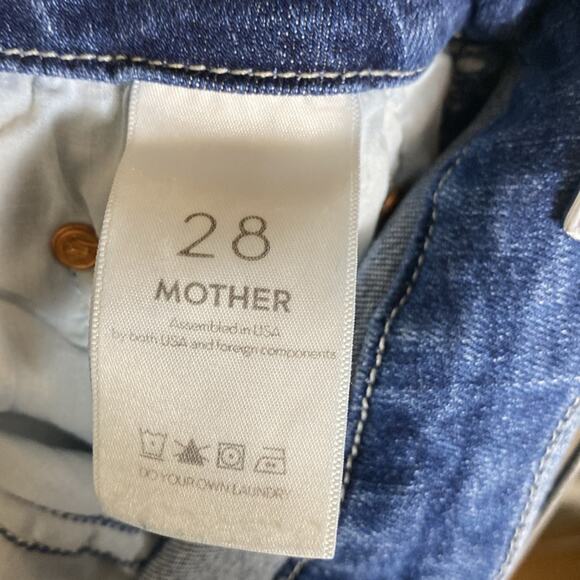 28
MOTHER
Assembled in USA
by both USA and foreign components
DO YOUR OWN LAUNDRY